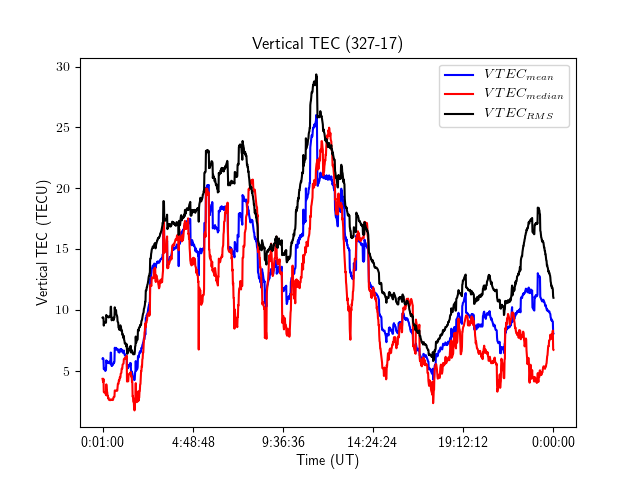 Vertical TEC (327-17)
VTEC_mean
VTEC_median
VTEC_RMS
Vertical TEC (TECU)
30
25
20
15
10
5
0:01:00 4:48:48 9:36:36 14:24:24 19:12:12 0:00:00
Time (UT)